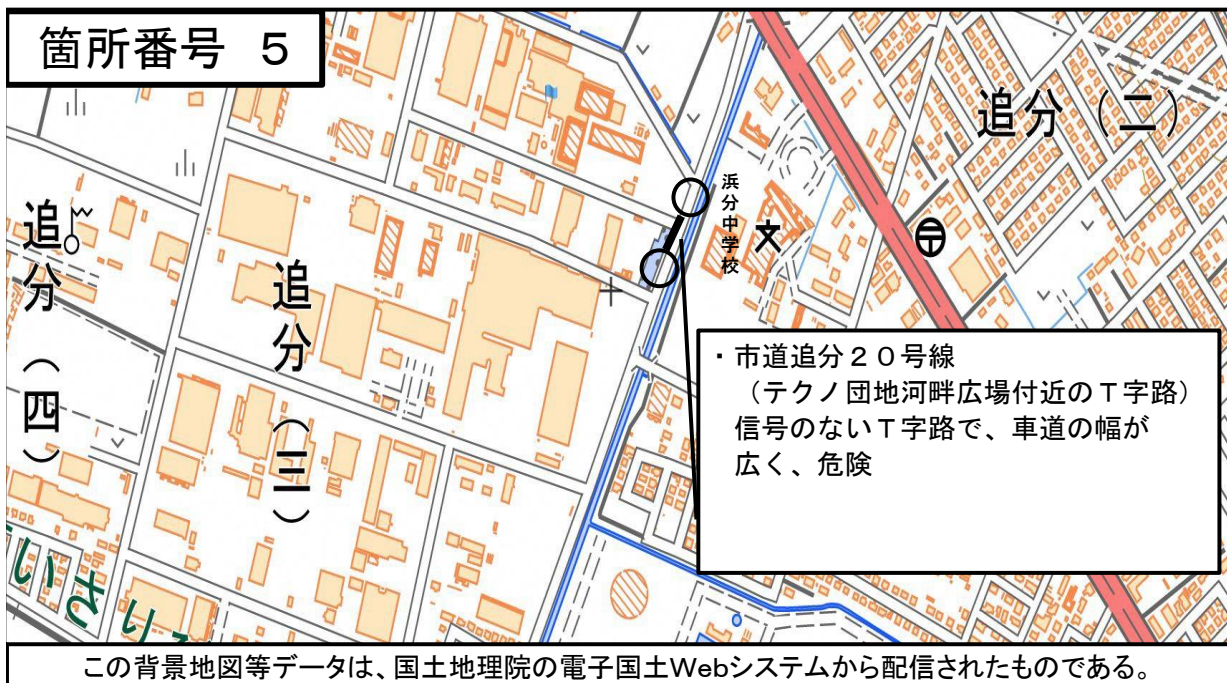 箇所番号 5
追分（二）
浜分中学校
追分（四）
追分（三）
・市道追分２０号線
（テクノ団地河畔広場付近のＴ字路）
信号のないＴ字路で、車道の幅が
広く、危険
いさり
この背景地図等データは、国土地理院の電子国土Webシステムから配信されたものである。